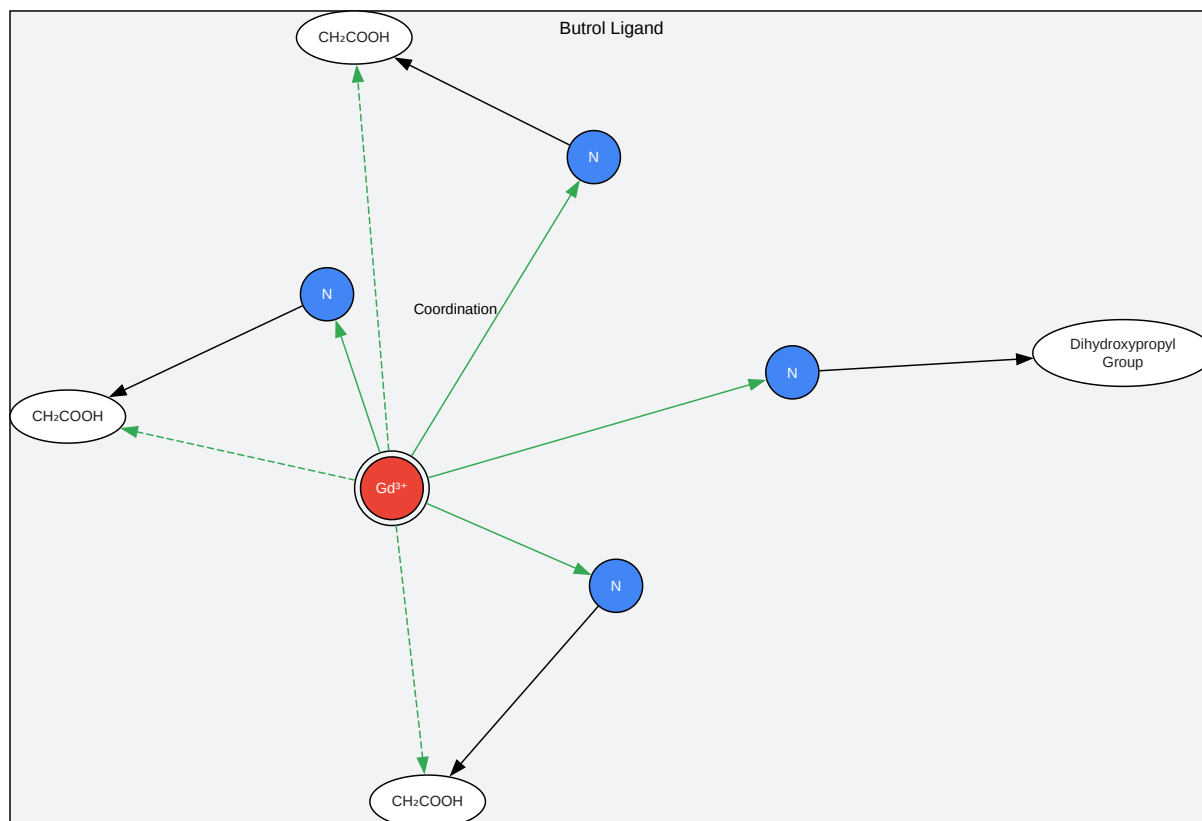 Butrol Ligand
CH₂COOH
N
N
Coordination
N
Dihydroxypropyl
Group
CH₂COOH
Gd³⁺
N
CH₂COOH